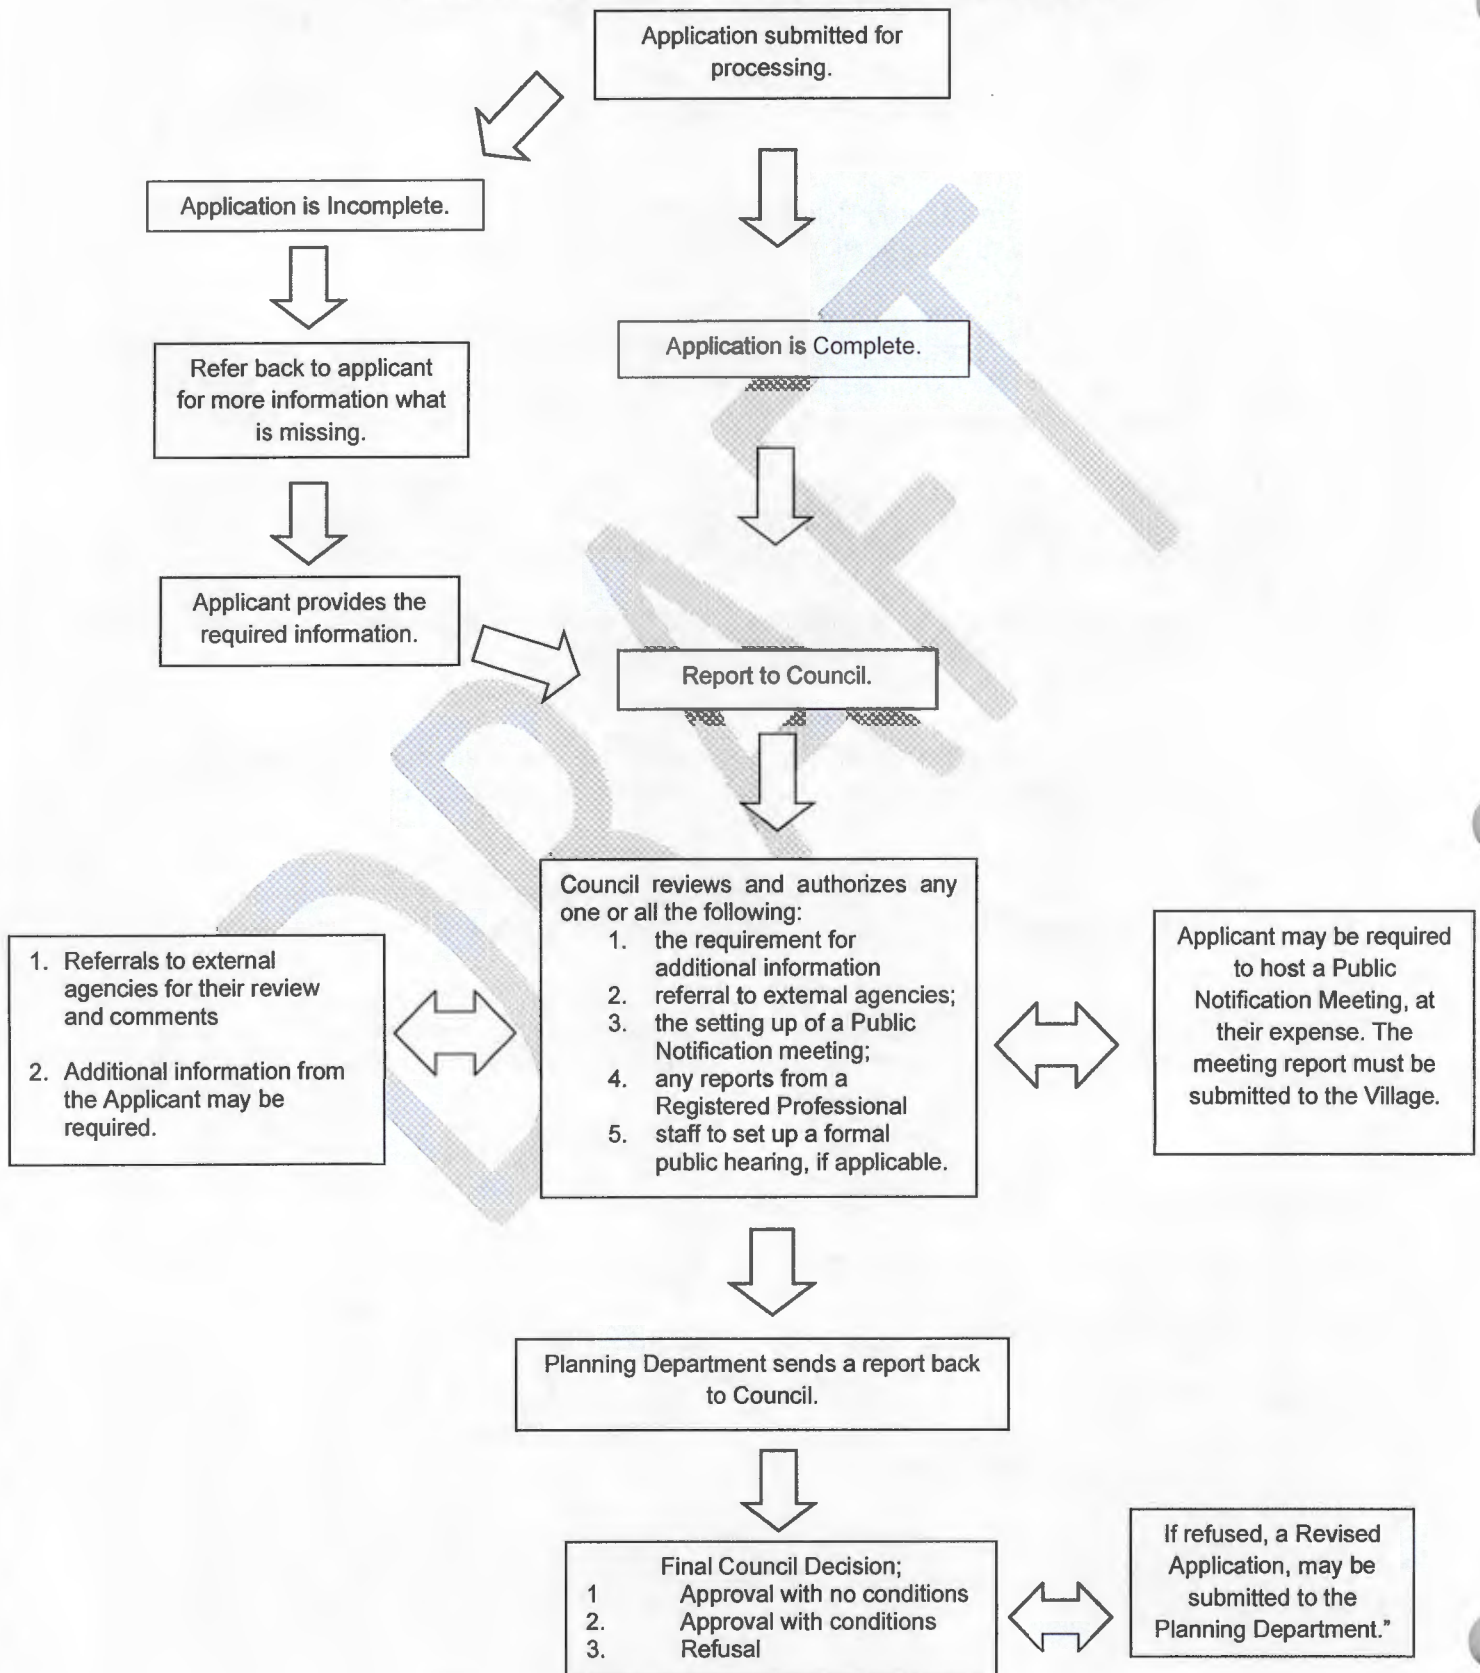 Application submitted for
processing.
Application is Incomplete.
Application is Complete.
Refer back to applicant
for more information what
is missing.
Applicant provides the
required information.
Report to Council.
Council reviews and authorizes any
one or all the following:
1. the requirement for
additional information
2. referral to external agencies;
3. the setting up of a Public
Notification meeting;
4. any reports from a
Registered Professional
5. staff to set up a formal
public hearing, if applicable.
1. Referrals to external
agencies for their review
and comments
2. Additional information from
the Applicant may be
required.
Applicant may be required
to host a Public
Notification Meeting, at
their expense. The
meeting report must be
submitted to the Village.
Planning Department sends a report back
to Council.
Final Council Decision;
1 Approval with no conditions
2. Approval with conditions
3. Refusal
If refused, a Revised
Application, may be
submitted to the
Planning Department.”
DRAFT